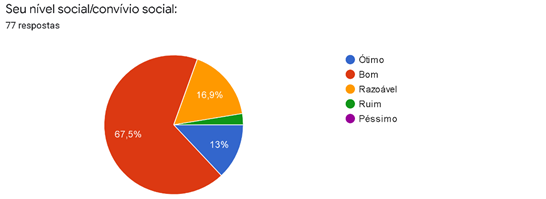 Seu nível social/convívio social:
77 respostas
Ótimo
Bom
Razoável
Ruim
Péssimo
16,9%
67,5%
13%